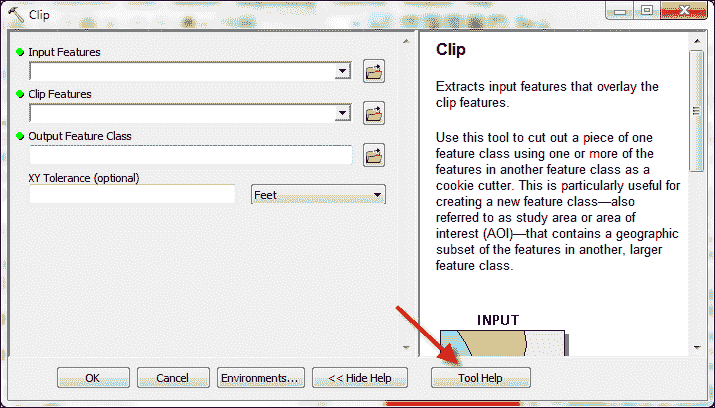 Clip
Input Features
Clip Features
Output Feature Class
XY Tolerance (optional)
Feet
Clip
Extracts input features that overlay the
clip features.
Use this tool to cut out a piece of one
feature class using one or more of the
features in another feature class as a
cookie cutter. This is particularly useful for
creating a new feature class—also
referred to as study area or area of
interest (AOI)—that contains a geographic
subset of the features in another, larger
feature class.
INPUT
OK
Cancel
Environments...
<< Hide Help
Tool Help